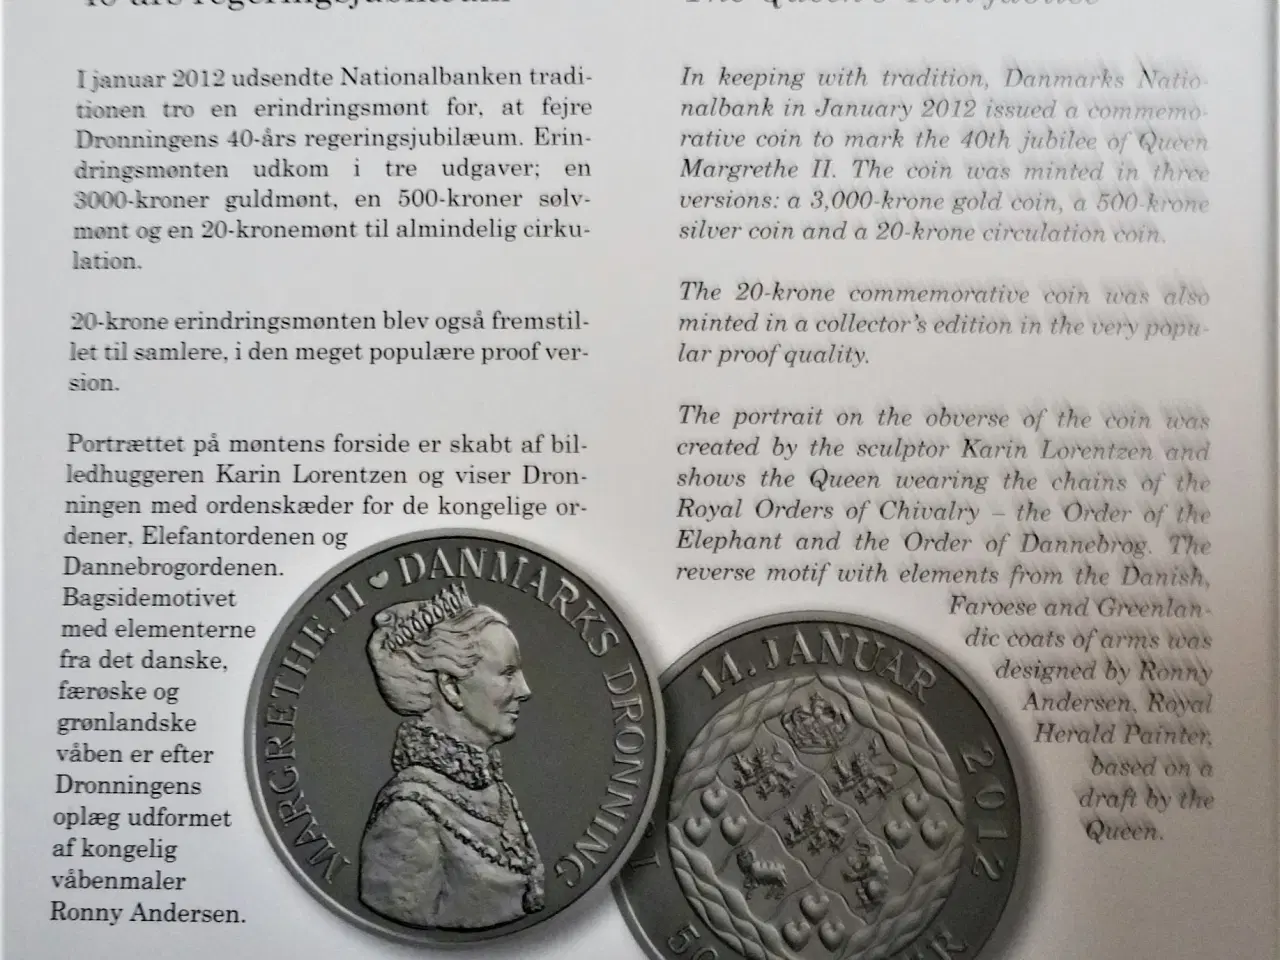 I januar 2012 udsendte Nationalbanken tradi-
tionen tro en erindringsmønt for, at fejre
Dronningens 40-års regeringsjubilæum. Erin-
dringsmønten udkom i tre udgaver; en
3000-kroner guldmønt, en 500-kroner sølv-
mønt og en 20-kronemønt til almindelig cirku-
lation.
20-krone erindringsmønten blev også fremstil-
let til samlere, i den meget populære proof ver-
sion.
Portrættet på møntens forside er skabt af bil-
ledhuggeren Karin Lorentzen og viser Dron-
ningen med ordenskæder for de kongelige or-
dener, Elefantordenen og
Dannebrogordenen.
Bagsidemotivet
med elementerne
fra det danske,
færøske og
grønlandske
våben er efter
Dronningens
oplæg udformet
af kongelig
våbenmaler
Ronny Andersen.
In keeping with tradition, Danmarks Natio-
nalbank in January 2012 issued a commemo-
rative coin to mark the 40th jubilee of Queen
Margrethe II. The coin was minted in three
versions: a 3,000-krone gold coin, a 500-krone
silver coin and a 20-krone circulation coin.
The 20-krone commemorative coin was also
minted in a collector's edition in the very popu-
lar proof quality.
The portrait on the obverse of the coin was
created by the sculptor Karin Lorentzen and
shows the Queen wearing the chains of the
Royal Orders of Chivalry – the Order of the
Elephant and the Order of Dannebrog. The
reverse motif with elements from the Danish,
Faroese and Greenlan-
dic coats of arms was
designed by Ronny
Andersen, Royal
Herald Painter,
based on a
draft by the
Queen.
MARGRETHE II DANMARKS DRONNING
14. JANUAR 2012